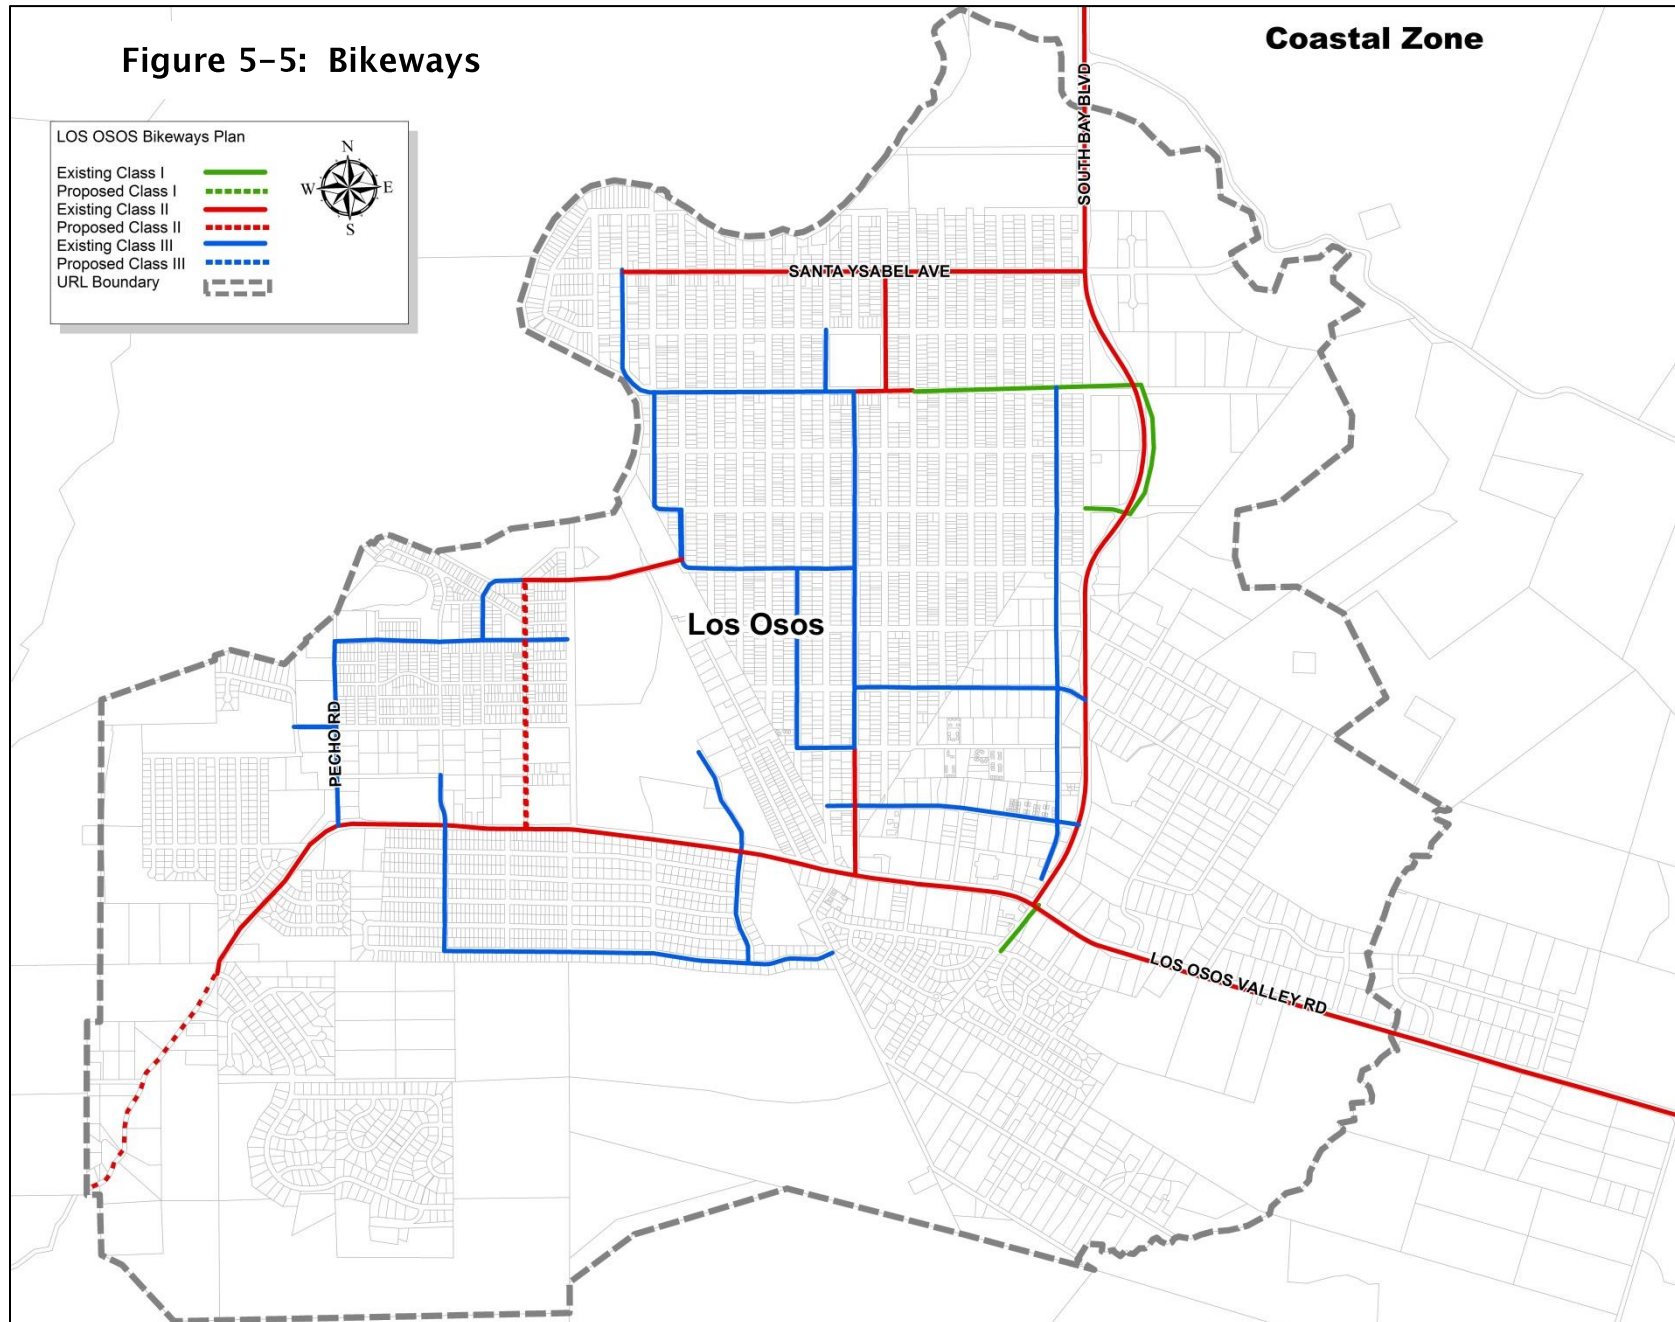 Figure 5-5: Bikeways
Coastal Zone
LOS OSOS Bikeways Plan
Existing Class I
Proposed Class I
Existing Class II
Proposed Class II
Existing Class III
Proposed Class III
URL Boundary
N
W
E
S
SOUTH BAY BLVD
SANTA YSABEL AVE
Los Osos
PECHO RD
LOS OSOS VALLEY RD